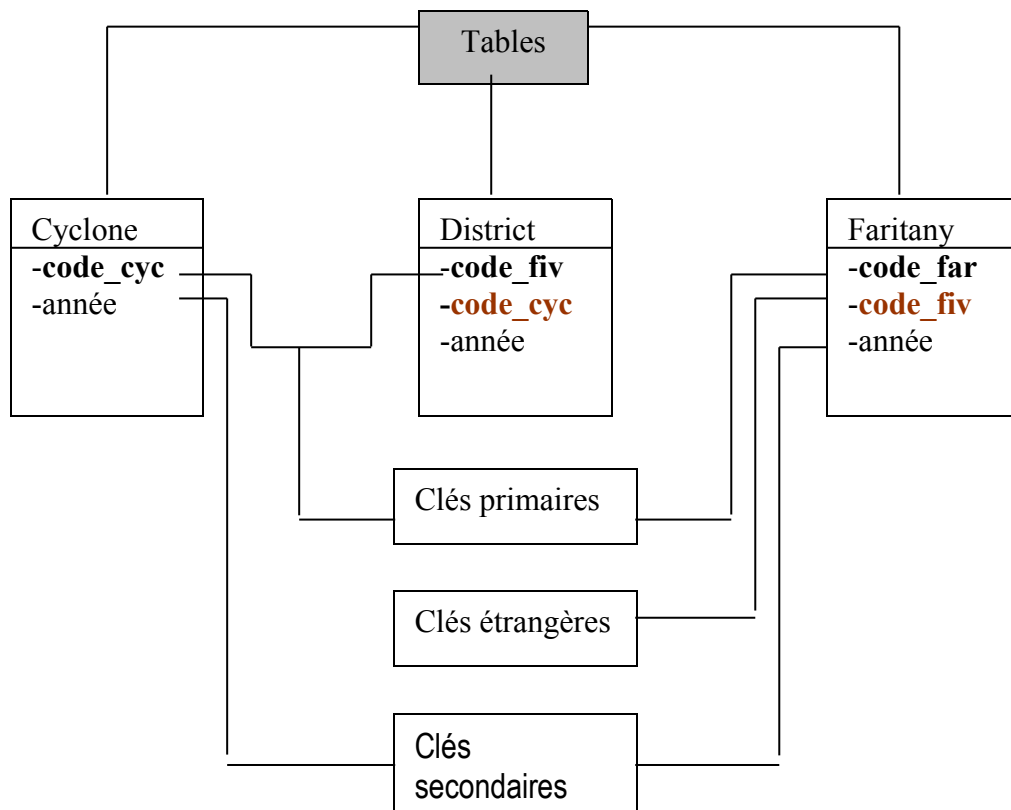 Tables
Cyclone
-code_cyc
-année
District
-code_fiv
-code_cyc
-année
Faritany
-code_far
-code_fiv
-année
Clés primaires
Clés étrangères
Clés
secondaires